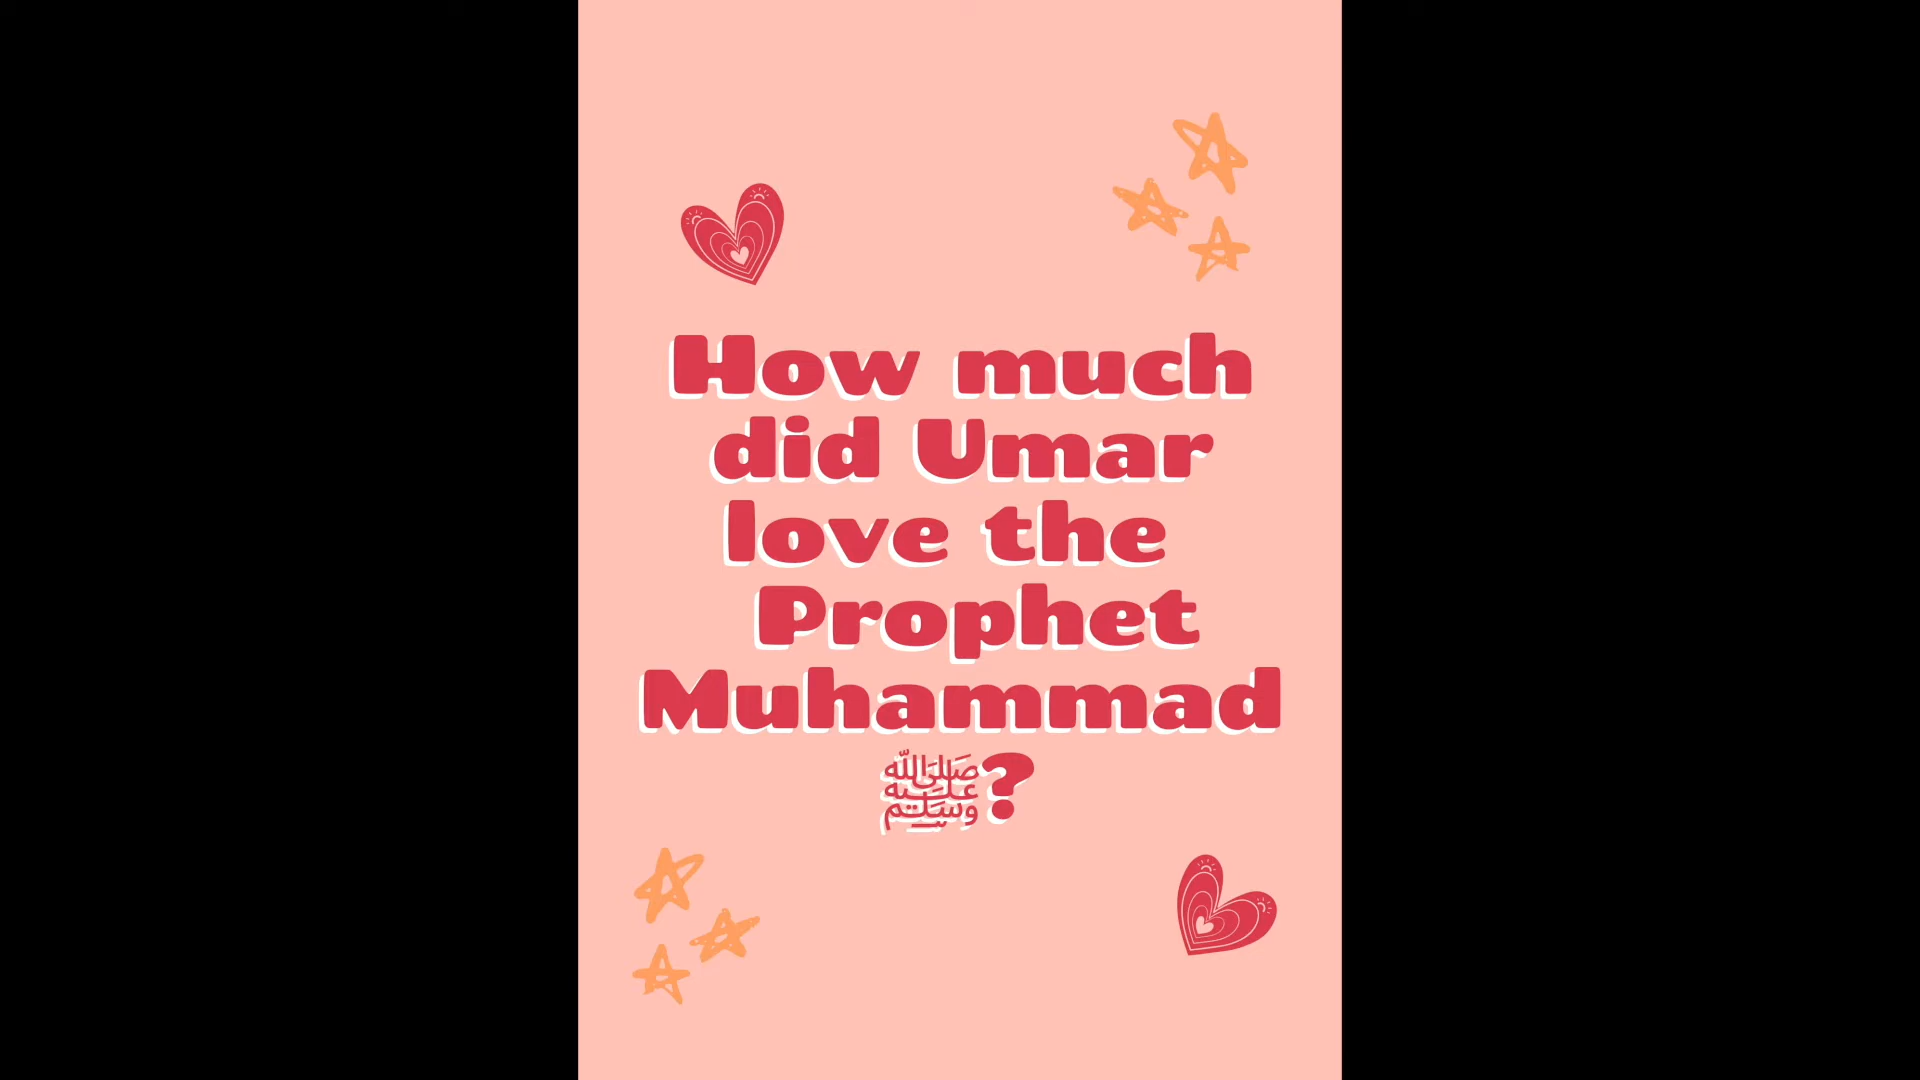 How much
did Umar
love the
Prophet
Muhammad
ﷺ?